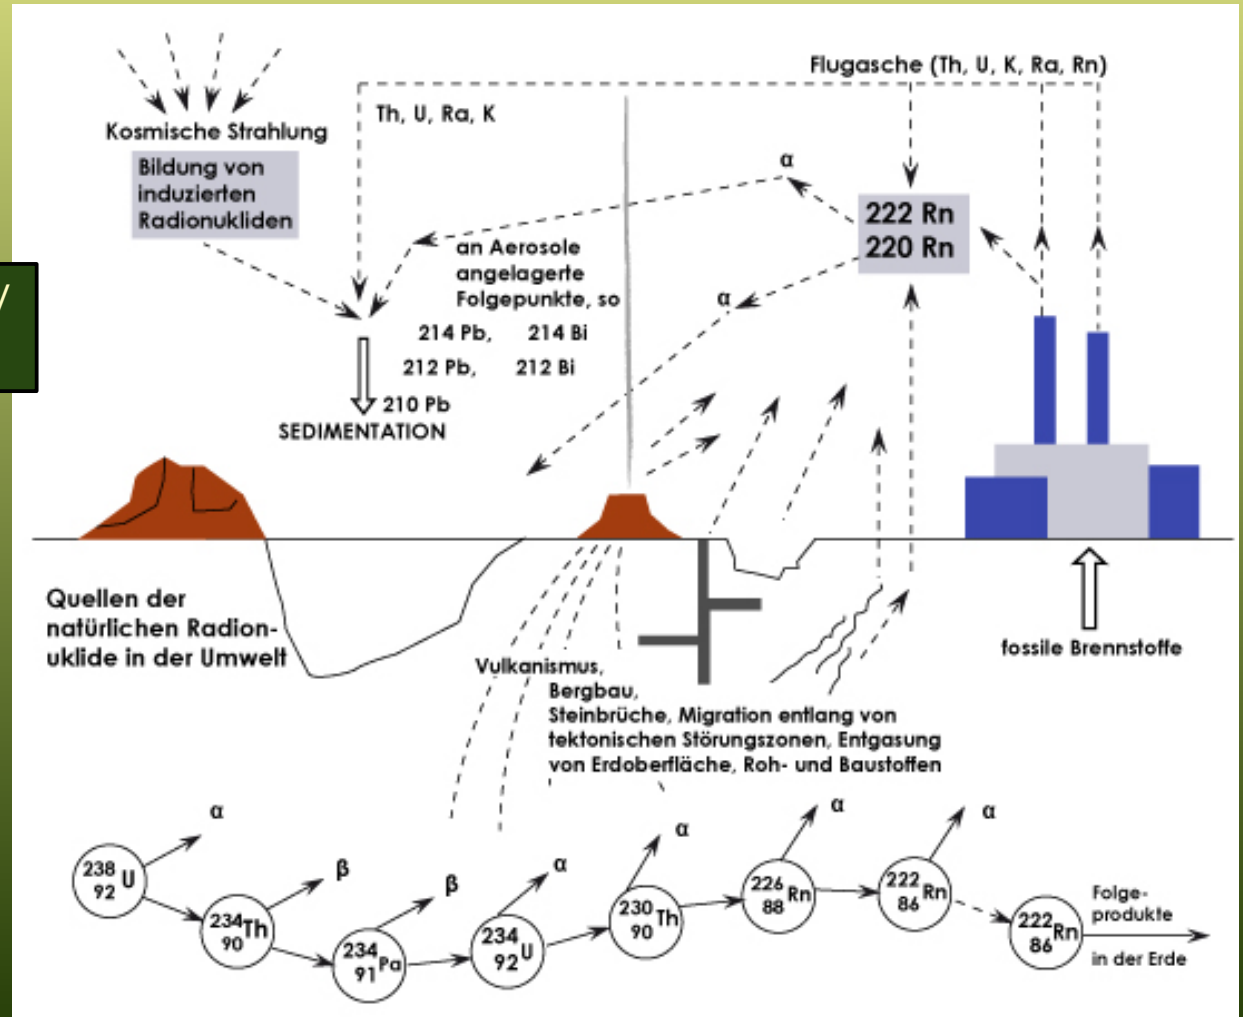 Flugasche (Th, U, K, Ra, Rn)
Th, U, Ra, K
Kosmische Strahlung
Bildung von
induzierten
Radionukliden
α
222 Rn
220 Rn
an Aerosole
angelagerte
Folgepunkte, so
α
214 Pb, 214 Bi
212 Pb, 212 Bi
210 Pb
SEDIMENTATION
/
Quellen der
natürlichen Radion-
uklide in der Umwelt
fossile Brennstoffe
Vulkanismus,
Bergbau,
Steinbrüche, Migration entlang von
tektonischen Störungszonen, Entgasung
von Erdoberfläche, Roh- und Baustoffen
α
β
β
α
α
α
α
238
92 U
234
90 Th
234
91 Pa
234
92 U
230
90 Th
226
88 Rn
222
86 Rn
222
86 Rn
Folge-
produkte
in der Erde